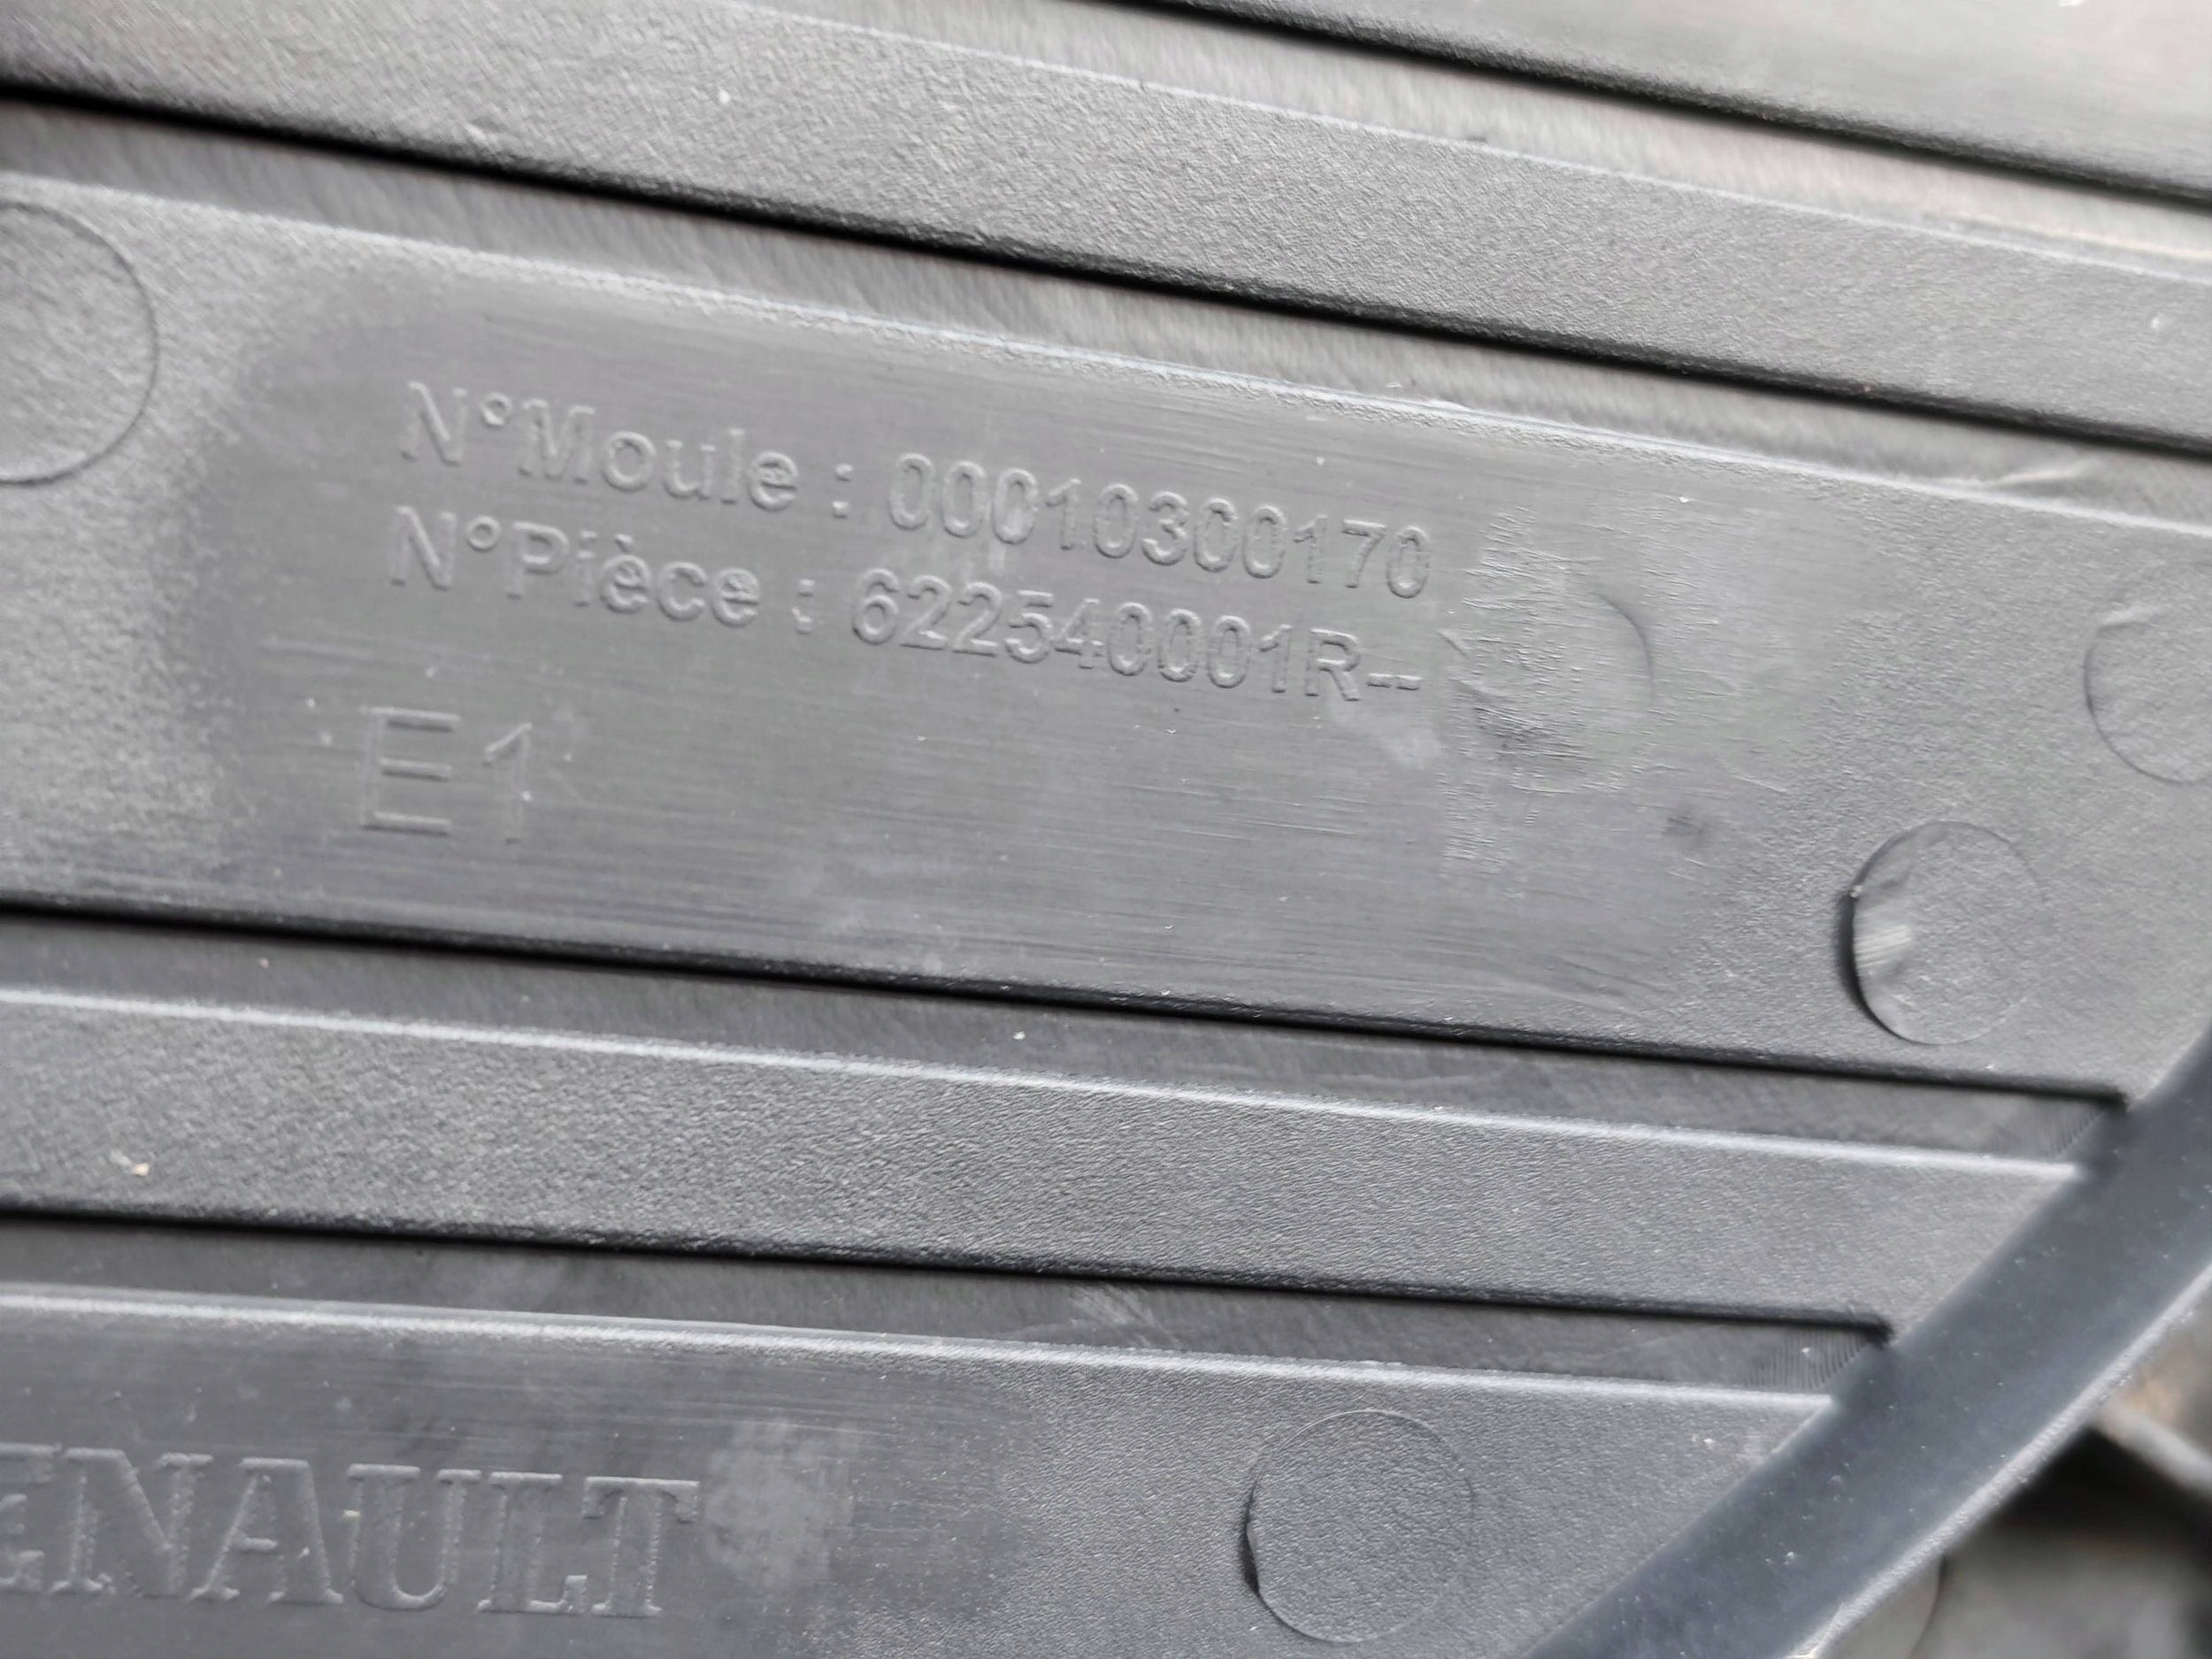 N°Moule : 00010300170
N°Pièce : 622540001R--
E1
ENAULT